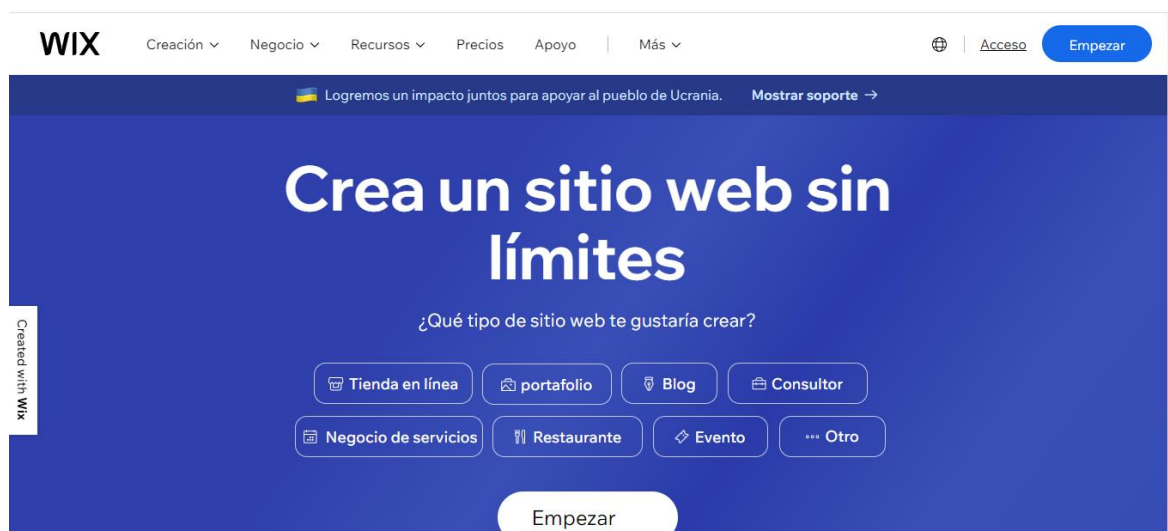 WIX Creación Negocio Recursos Precios Apoyo Más Acceso Empezar
Logremos un impacto juntos para apoyar al pueblo de Ucrania. Mostrar soporte →
Crea un sitio web sin
límites
¿Qué tipo de sitio web te gustaría crear?
Tienda en línea portafolio Blog Consultor
Negocio de servicios Restaurante Evento Otro
Empezar
Created with Wix